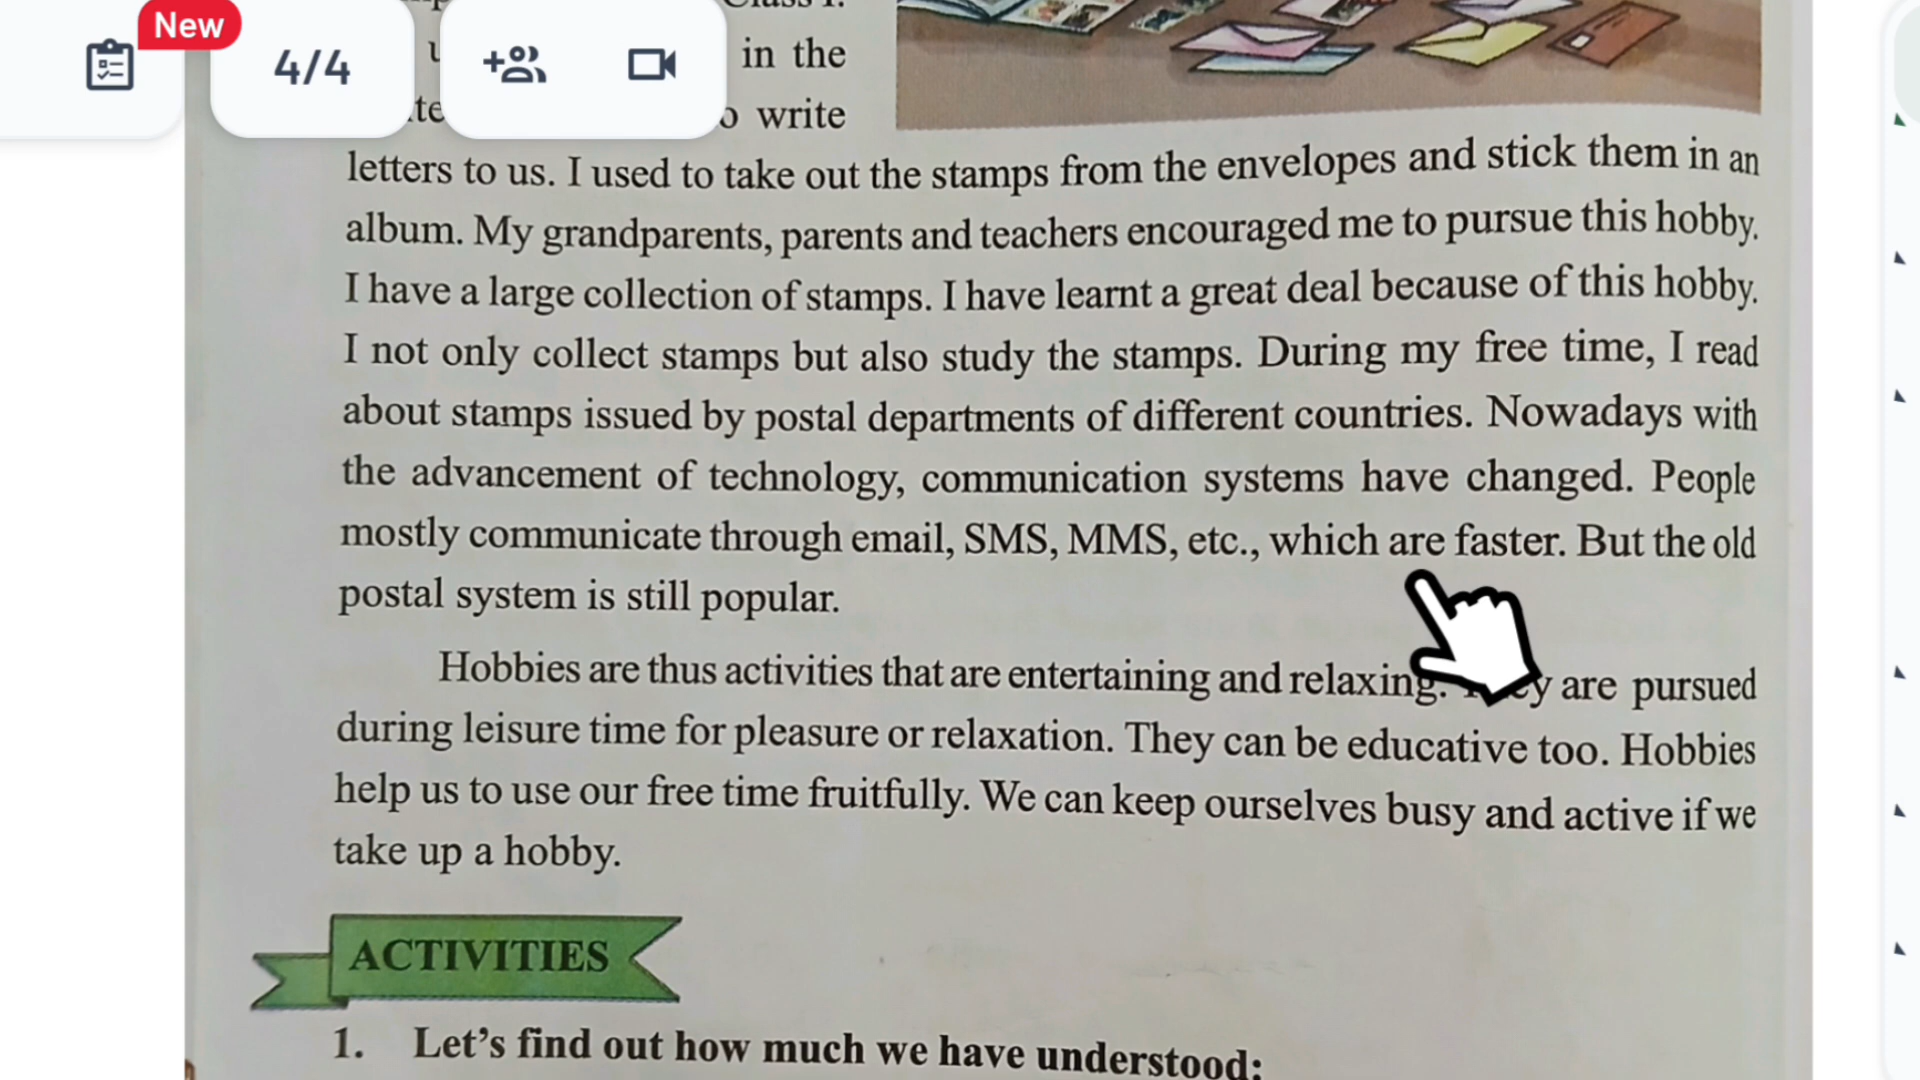 New
4/4
in the
write
letters to us. I used to take out the stamps from the envelopes and stick them in an
album. My grandparents, parents and teachers encouraged me to pursue this hobby.
I have a large collection of stamps. I have learnt a great deal because of this hobby.
I not only collect stamps but also study the stamps. During my free time, I read
about stamps issued by postal departments of different countries. Nowadays with
the advancement of technology, communication systems have changed. People
mostly communicate through email, SMS, MMS, etc., which are faster. But the old
postal system is still popular.
Hobbies are thus activities that are entertaining and relaxing. are pursued
during leisure time for pleasure or relaxation. They can be educative too. Hobbies
help us to use our free time fruitfully. We can keep ourselves busy and active if we
take up a hobby.
ACTIVITIES
1. Let's find out how much we have understood: